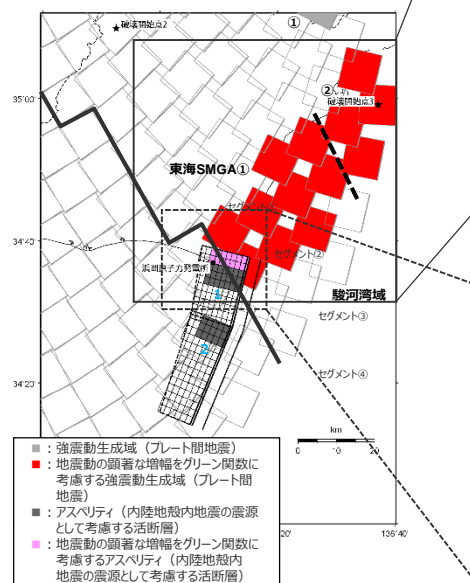 ①
★破壊開始点2
②
破壊開始点3★
35°00'
東海SMGA①
34°40'
セグメント②
浜岡原子力発電所
1
駿河湾域
セグメント③
2
セグメント④
34°20'
km
0
20
■：強震動生成域（プレート間地震）
■：地震動の顕著な増幅をグリーン関数に
考慮する強震動生成域（プレート間
地震）
■：アスペリティ（内陸地殻内地震の震源
として考慮する活断層）
■：地震動の顕著な増幅をグリーン関数に
考慮するアスペリティ（内陸地殻内
地震の震源として考慮する活断層）
138°40'